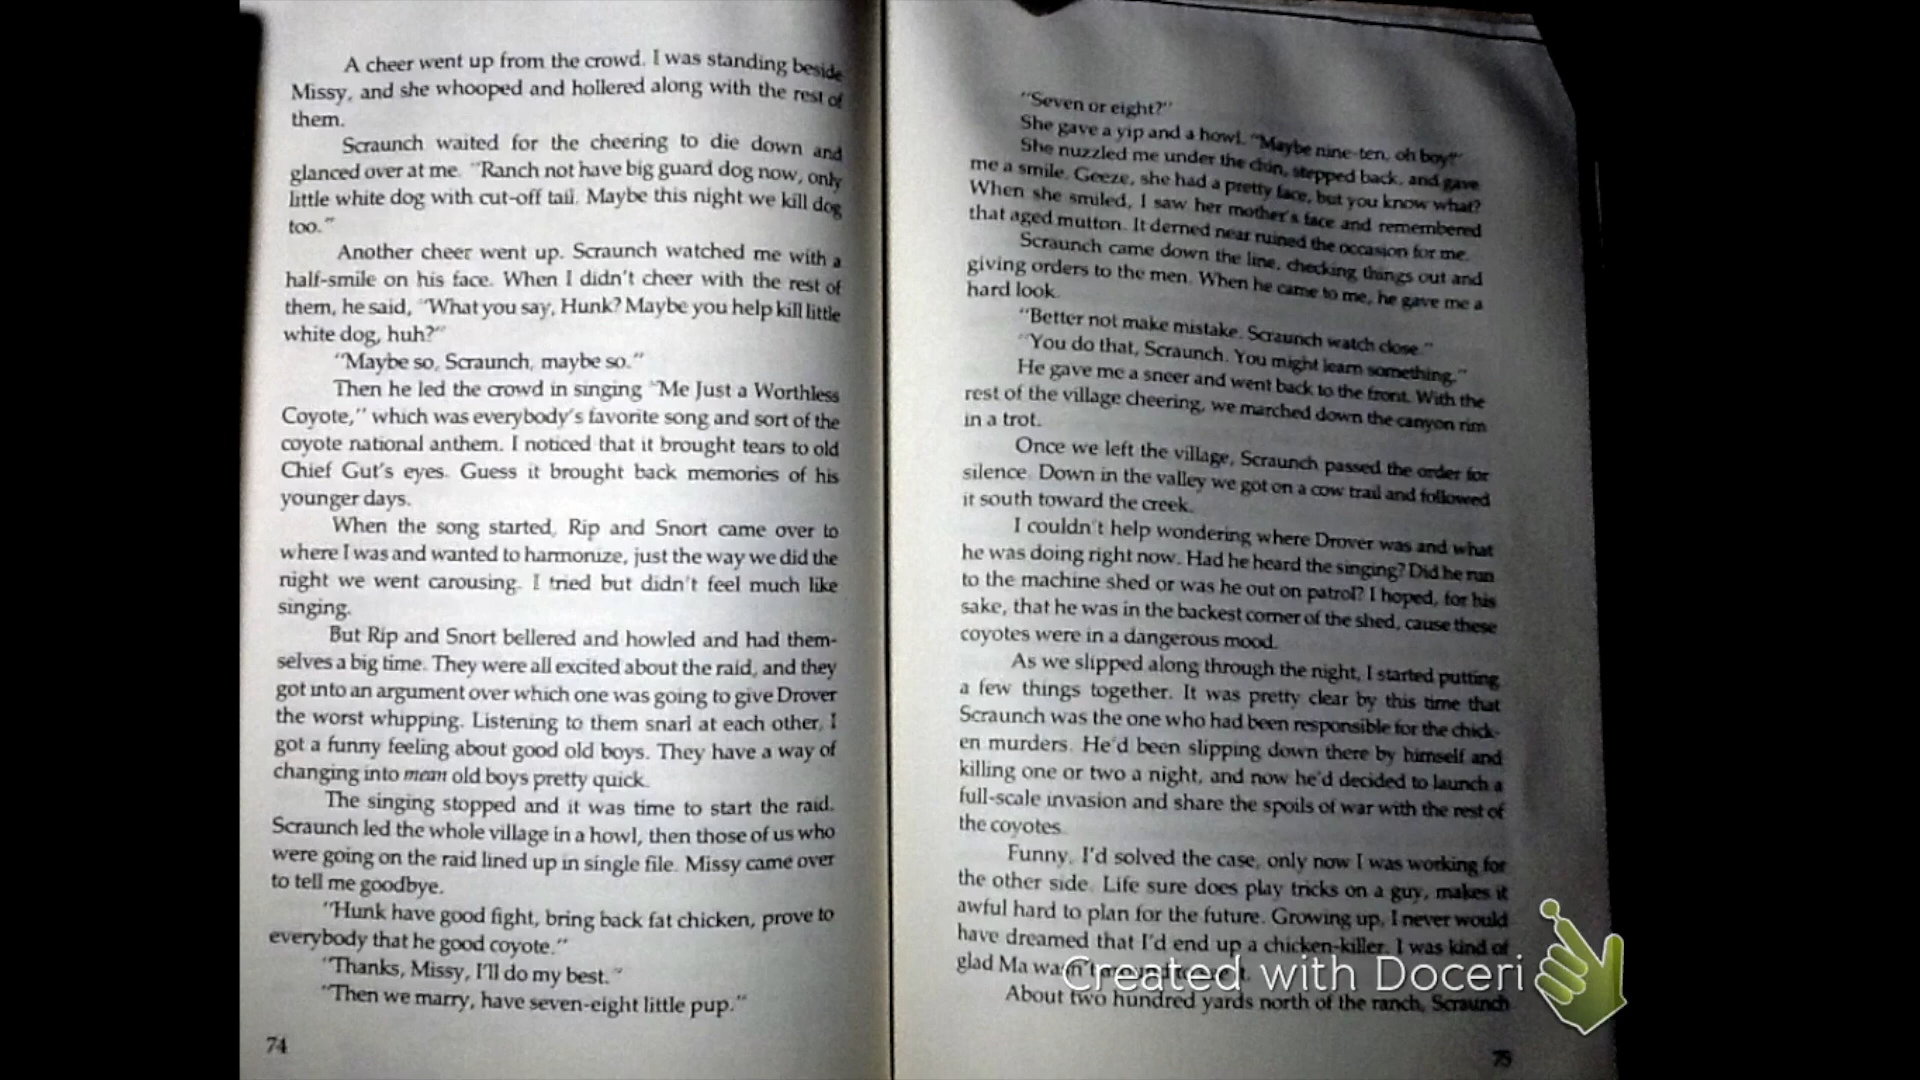 A cheer went up from the crowd. I was standing beside
Missy, and she whooped and hollered along with the rest of
them.
Scraunch waited for the cheering to die down and
glanced over at me. "Ranch not have big guard dog now, only
little white dog with cut-off tail. Maybe this night we kill dog
too."
Another cheer went up. Scraunch watched me with a
half-smile on his face. When I didn't cheer with the rest of
them, he said, "What you say, Hunk? Maybe you help kill little
white dog, huh?"
"Maybe so, Scraunch, maybe so."
Then he led the crowd in singing "Me Just a Worthless
Coyote," which was everybody's favorite song and sort of the
coyote national anthem. I noticed that it brought tears to old
Chief Gut's eyes. Guess it brought back memories of his
younger days.
When the song started, Rip and Snort came over to
where I was and wanted to harmonize, just the way we did the
night we went carousing. I tried but didn't feel much like
singing.
But Rip and Snort bellered and howled and had them-
selves a big time. They were all excited about the raid, and they
got into an argument over which one was going to give Drover
the worst whipping. Listening to them snarl at each other, I
got a funny feeling about good old boys. They have a way of
changing into mean old boys pretty quick.
The singing stopped and it was time to start the raid.
Scraunch led the whole village in a howl, then those of us who
were going on the raid lined up in single file. Missy came over
to tell me goodbye.
"Hunk have good fight, bring back fat chicken, prove to
everybody that he good coyote."
"Thanks, Missy, I'll do my best."
"Then we marry, have seven-eight little pup."
74
"Seven or eight?"
She gave a yip and a howl. "Maybe nine-ten, oh boy!"
She nuzzled me under the chin, stepped back, and gave
me a smile. Geeze, she had a pretty face, but you know what?
When she smiled, I saw her mother's face and remembered
that aged mutton. It derned near ruined the occasion for me.
Scraunch came down the line, checking things out and
giving orders to the men. When he came to me, he gave me a
hard look.
"Better not make mistake. Scraunch watch close."
"You do that, Scraunch. You might learn something."
He gave me a sneer and went back to the front. With the
rest of the village cheering, we marched down the canyon rim
in a trot.
Once we left the village, Scraunch passed the order for
silence. Down in the valley we got on a cow trail and followed
it south toward the creek.
I couldn't help wondering where Drover was and what
he was doing right now. Had he heard the singing? Did he run
to the machine shed or was he out on patrol? I hoped, for his
sake, that he was in the backest corner of the shed, cause these
coyotes were in a dangerous mood.
As we slipped along through the night, I started putting
a few things together. It was pretty clear by this time that
Scraunch was the one who had been responsible for the chick-
en murders. He'd been slipping down there by himself and
killing one or two a night, and now he'd decided to launch a
full-scale invasion and share the spoils of war with the rest of
the coyotes.
Funny, I'd solved the case, only now I was working for
the other side. Life sure does play tricks on a guy, makes it
awful hard to plan for the future. Growing up, I never would
have dreamed that I'd end up a chicken-killer. I was kind of
glad Ma wasn't
Created with Doceri
About two hundred yards north of the ranch, Scraunch
75